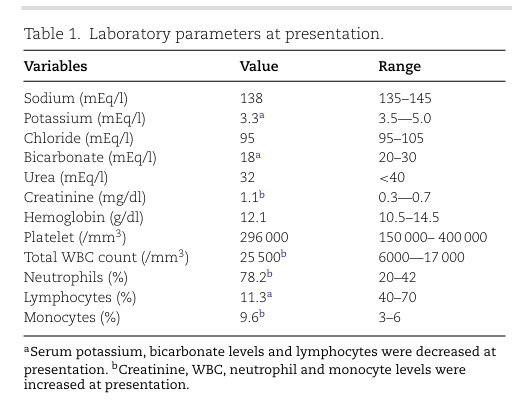 Table 1. Laboratory parameters at presentation.
Variables Value Range
Sodium (mEq/l) 138 135–145
Potassium (mEq/l) 3.3ᵃ 3.5—5.0
Chloride (mEq/l) 95 95–105
Bicarbonate (mEq/l) 18ᵃ 20–30
Urea (mEq/l) 32 <40
Creatinine (mg/dl) 1.1ᵇ 0.3—0.7
Hemoglobin (g/dl) 12.1 10.5–14.5
Platelet (/mm³) 296 000 150 000– 400 000
Total WBC count (/mm³) 25 500ᵇ 6000—17 000
Neutrophils (%) 78.2ᵇ 20–42
Lymphocytes (%) 11.3ᵃ 40–70
Monocytes (%) 9.6ᵇ 3–6
ᵃSerum potassium, bicarbonate levels and lymphocytes were decreased at
presentation. ᵇCreatinine, WBC, neutrophil and monocyte levels were
increased at presentation.